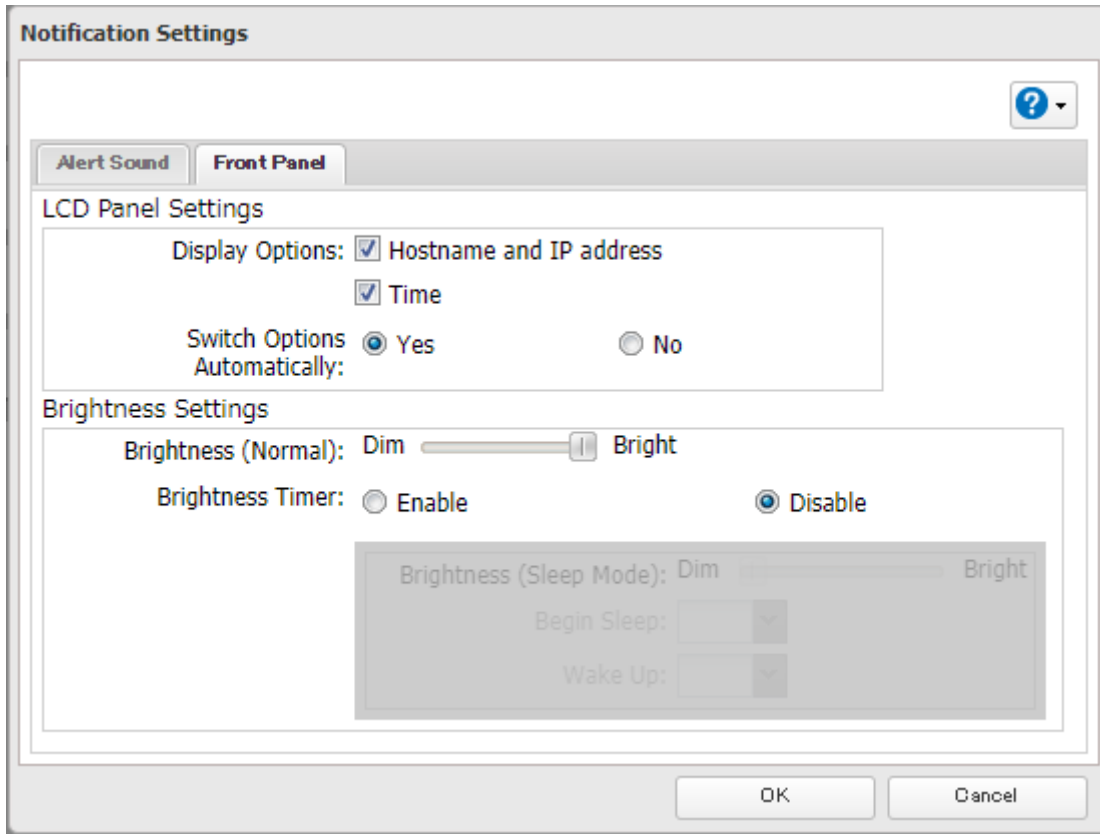 Notification Settings
?
Alert Sound Front Panel
LCD Panel Settings
Display Options: Hostname and IP address
Time
Switch Options
Automatically: Yes No
Brightness Settings
Brightness (Normal): Dim Bright
Brightness Timer: Enable Disable
Brightness (Sleep Mode): Dim Bright
Begin Sleep:
Wake Up:
OK Cancel